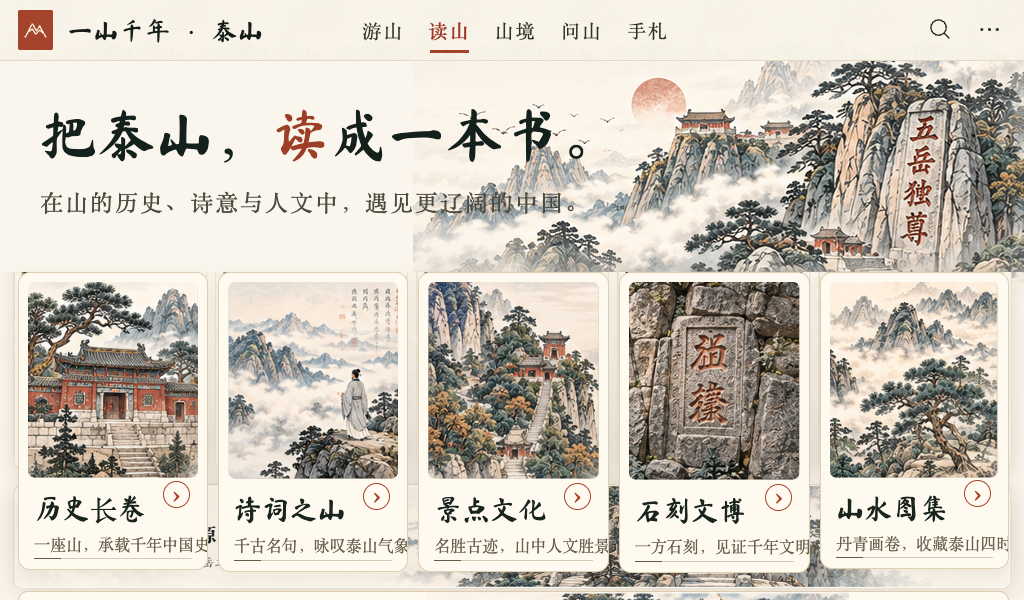 一山千年 · 泰山
游山 读山 山境 问山 手札
把泰山，读成一本书。
在山的历史、诗意与人文中，遇见更辽阔的中国。
五岳独尊
历史长卷
一座山，承载千年中国史
诗词之山
千古名句，咏叹泰山气象
景点文化
名胜古迹，山中人文胜景
石刻文博
一方石刻，见证千年文明
山水图集
丹青画卷，收藏泰山四时